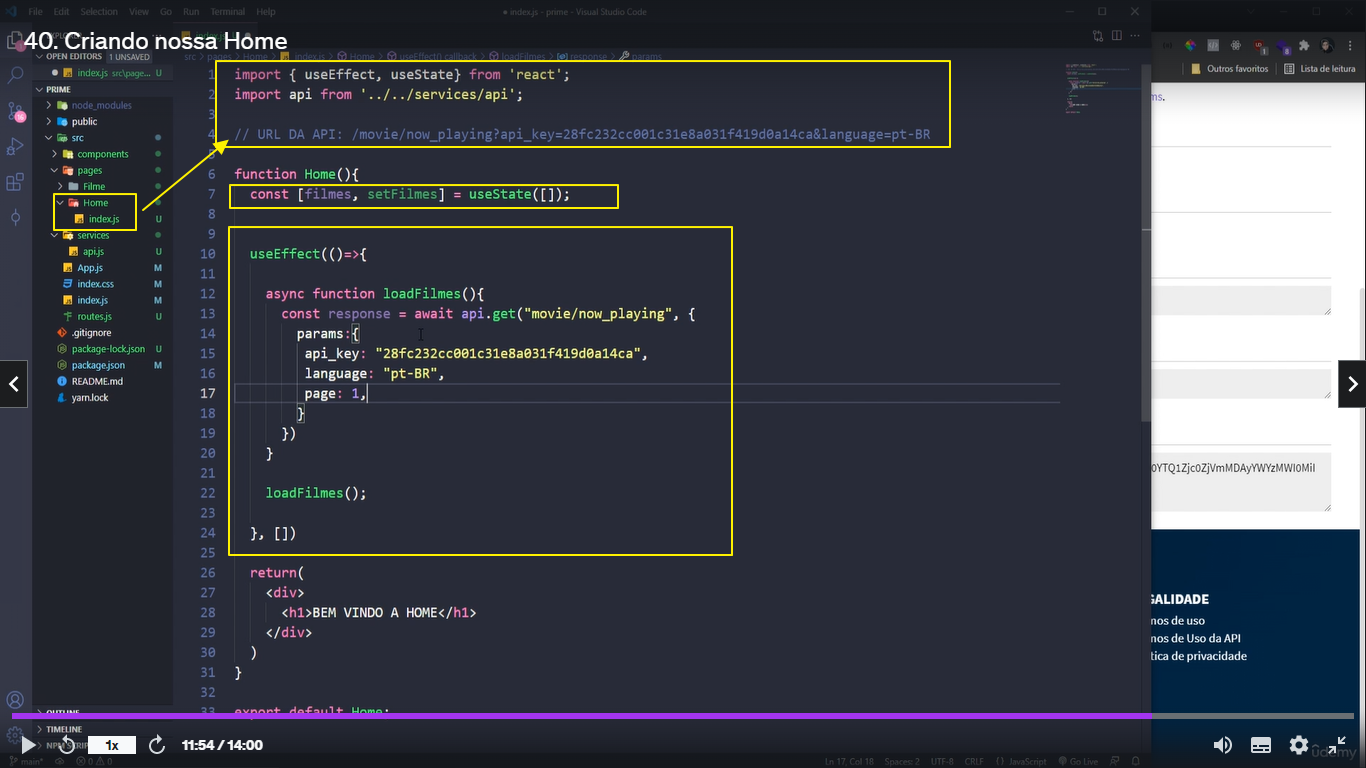 File Edit Selection View Go Run Terminal Help
● index.js - prime - Visual Studio Code
40. Criando nossa Home
OPEN EDITORS 1 UNSAVED
index.js src\page... U
PRIME
node_modules
public
src
components
pages
Filme
Home
index.js U
services
api.js U
App.js M
index.css M
index.js M
routes.js U
.gitignore
package-lock.json M
package.json M
README.md
yarn.lock
OUTLINE
TIMELINE
src > pages > Home > index.js > Home > useEffect() callback > loadFilmes > response > params
1 import { useEffect, useState} from 'react';
2 import api from '../../services/api';
3
4 // URL DA API: /movie/now_playing?api_key=28fc232cc001c31e8a031f419d0a14ca&language=pt-BR
5
6 function Home(){
7 const [filmes, setFilmes] = useState([]);
8
9
10 useEffect(()=>{
11
12 async function loadFilmes(){
13 const response = await api.get("movie/now_playing", {
14 params:{
15 api_key: "28fc232cc001c31e8a031f419d0a14ca",
16 language: "pt-BR",
17 page: 1,
18 }
19 })
20 }
21
22 loadFilmes();
23
24 }, [])
25
26 return(
27 <div>
28 <h1>BEM VINDO A HOME</h1>
29 </div>
30 )
31 }
32
33 export default Home;
Outros favoritos Lista de leitura
ms.
0YTQ1Zjc0ZjVmMDAyYWYzMWI0MiI
GALIDADE
mos de uso
mos de Uso da API
tica de privacidade
1x 11:54 / 14:00
main* 0 0 Ln 17, Col 18 Spaces: 2 UTF-8 CRLF JavaScript Go Live
ûdemy